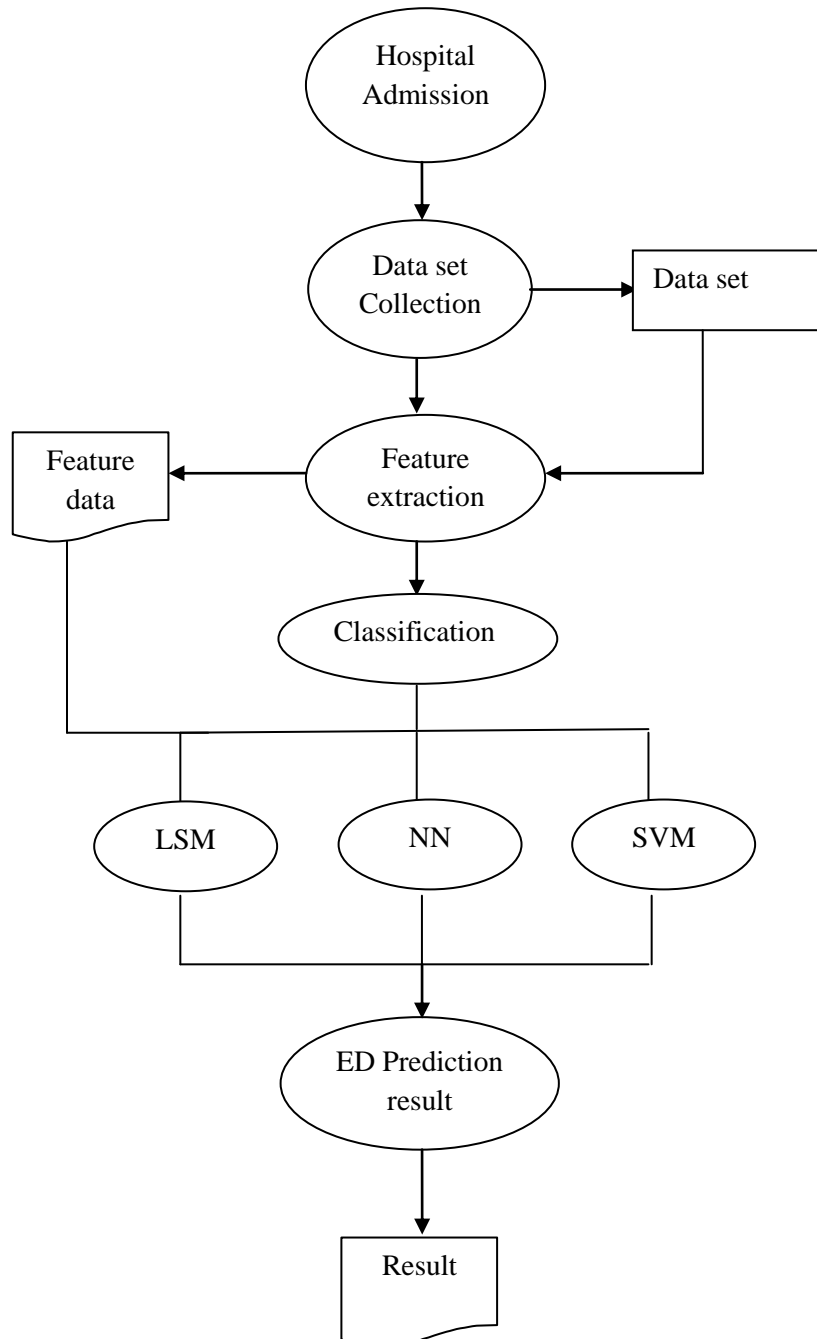 Hospital
Admission
Data set
Collection
Data set
Feature
data
Feature
extraction
Classification
LSM
NN
SVM
ED Prediction
result
Result